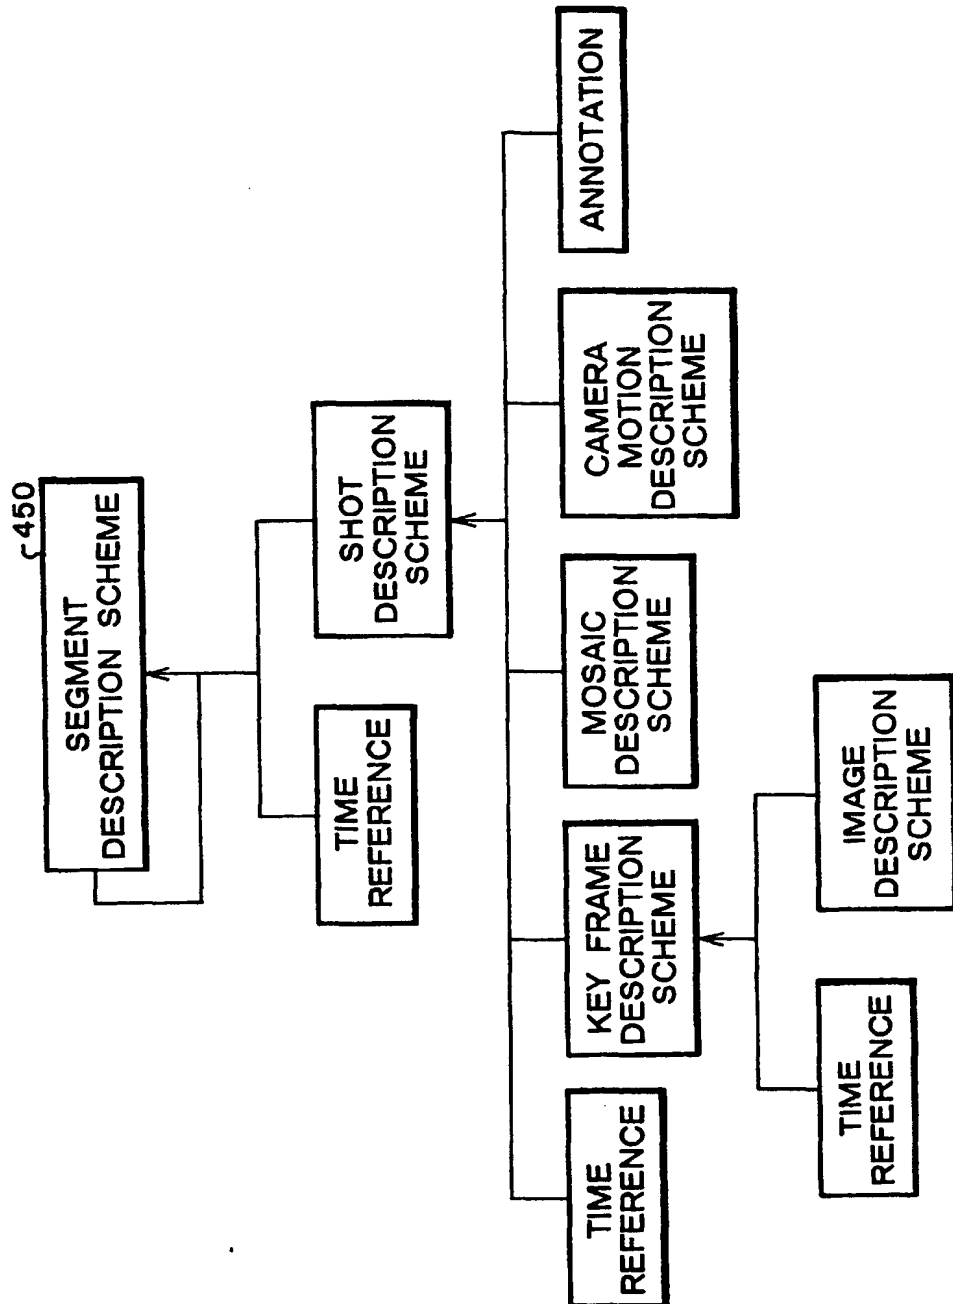 450
SEGMENT
DESCRIPTION SCHEME
TIME
REFERENCE
SHOT
DESCRIPTION
SCHEME
TIME
REFERENCE
KEY FRAME
DESCRIPTION
SCHEME
MOSAIC
DESCRIPTION
SCHEME
CAMERA
MOTION
DESCRIPTION
SCHEME
ANNOTATION
TIME
REFERENCE
IMAGE
DESCRIPTION
SCHEME